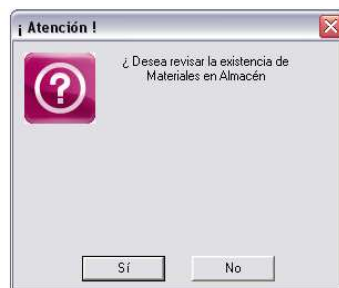 ¡ Atención !
¿ Desea revisar la existencia de
Materiales en Almacén
Sí
No